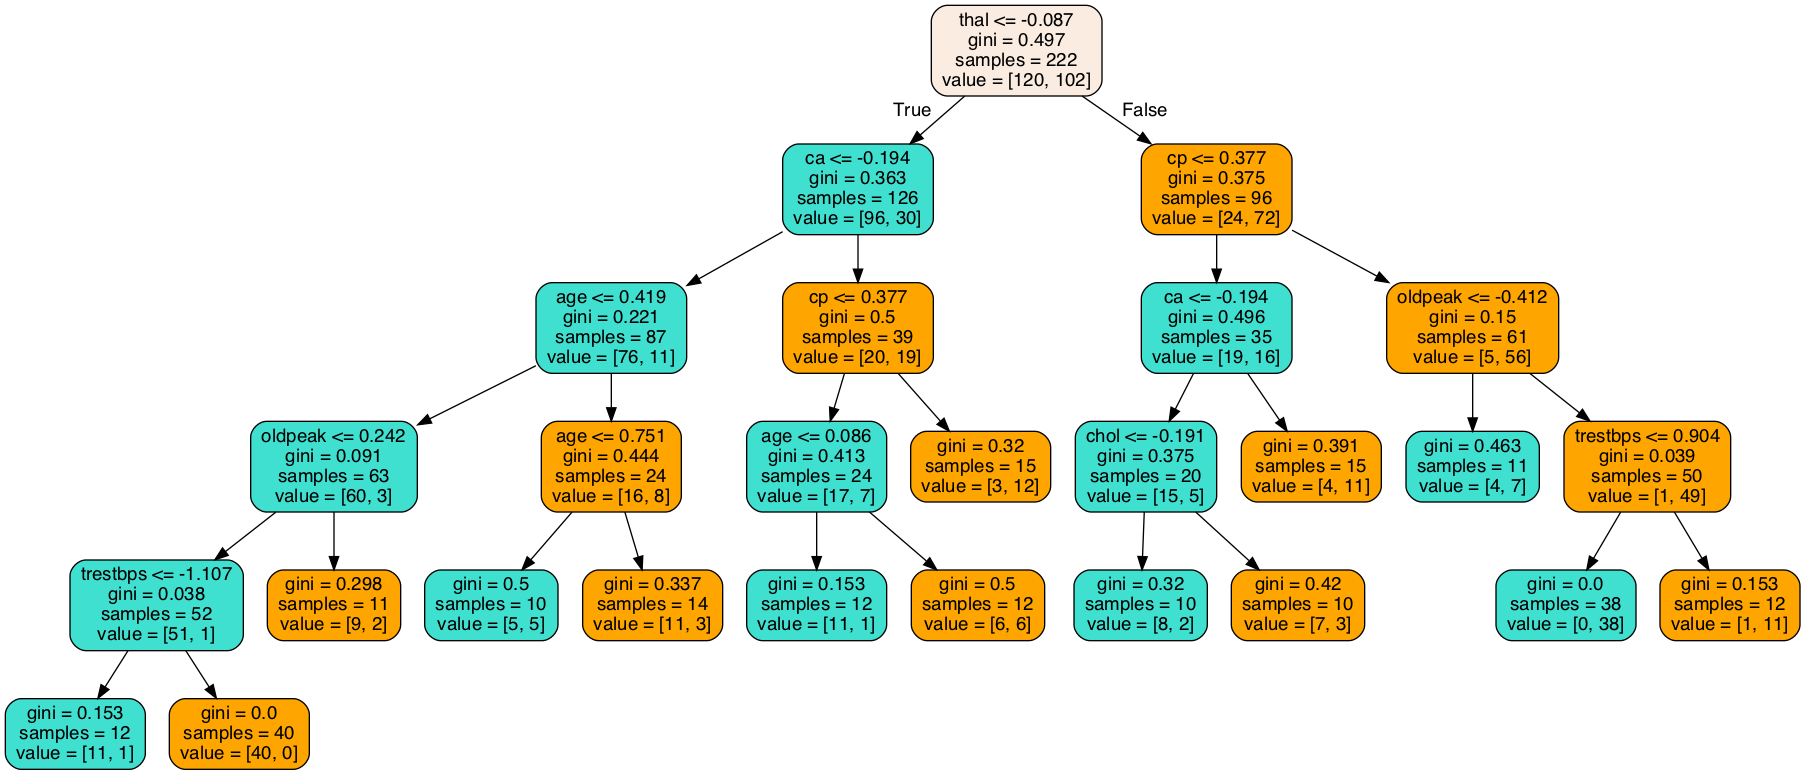 thal <= -0.087
gini = 0.497
samples = 222
value = [120, 102]
True
False
ca <= -0.194
gini = 0.363
samples = 126
value = [96, 30]
cp <= 0.377
gini = 0.375
samples = 96
value = [24, 72]
age <= 0.419
gini = 0.221
samples = 87
value = [76, 11]
cp <= 0.377
gini = 0.5
samples = 39
value = [20, 19]
ca <= -0.194
gini = 0.496
samples = 35
value = [19, 16]
oldpeak <= -0.412
gini = 0.15
samples = 61
value = [5, 56]
oldpeak <= 0.242
gini = 0.091
samples = 63
value = [60, 3]
age <= 0.751
gini = 0.444
samples = 24
value = [16, 8]
age <= 0.086
gini = 0.413
samples = 24
value = [17, 7]
gini = 0.32
samples = 15
value = [3, 12]
chol <= -0.191
gini = 0.375
samples = 20
value = [15, 5]
gini = 0.391
samples = 15
value = [4, 11]
gini = 0.463
samples = 11
value = [4, 7]
trestbps <= 0.904
gini = 0.039
samples = 50
value = [1, 49]
trestbps <= -1.107
gini = 0.038
samples = 52
value = [51, 1]
gini = 0.298
samples = 11
value = [9, 2]
gini = 0.5
samples = 10
value = [5, 5]
gini = 0.337
samples = 14
value = [11, 3]
gini = 0.153
samples = 12
value = [11, 1]
gini = 0.5
samples = 12
value = [6, 6]
gini = 0.32
samples = 10
value = [8, 2]
gini = 0.42
samples = 10
value = [7, 3]
gini = 0.0
samples = 38
value = [0, 38]
gini = 0.153
samples = 12
value = [1, 11]
gini = 0.153
samples = 12
value = [11, 1]
gini = 0.0
samples = 40
value = [40, 0]